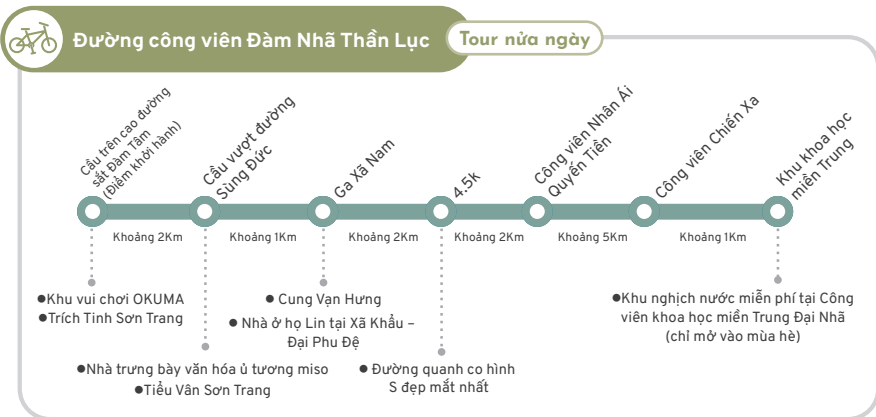 Đường công viên Đàm Nhã Thần Lục
Tour nửa ngày
Cầu trên cao đường
sắt Đàm Tâm
(Điểm khởi hành)
Cầu vượt đường
Sùng Đức
Ga Xã Nam
4.5k
Công viên Nhân Ái
Quyến Tiền
Công viên Chiến Xa
Khu khoa học
miền Trung
Khoảng 2Km
Khoảng 1Km
Khoảng 2Km
Khoảng 2Km
Khoảng 5Km
Khoảng 1Km
●Khu vui chơi OKUMA
●Trích Tinh Sơn Trang
●Nhà trưng bày văn hóa ủ tương miso
●Tiểu Vân Sơn Trang
● Cung Vạn Hưng
● Nhà ở họ Lin tại Xã Khẩu –
Đại Phu Đệ
● Đường quanh co hình
S đẹp mắt nhất
●Khu nghịch nước miễn phí tại Công
viên khoa học miền Trung Đại Nhã
(chỉ mở vào mùa hè)